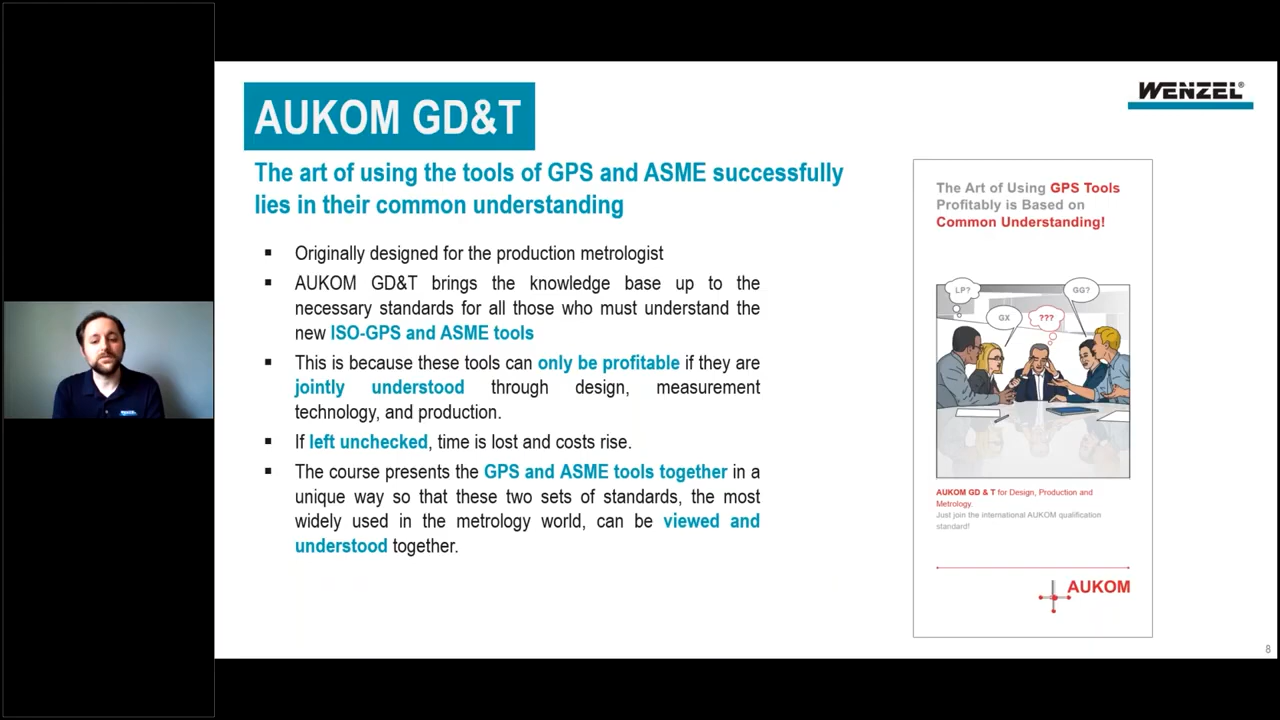 AUKOM GD&T
WENZEL®
The art of using the tools of GPS and ASME successfully
lies in their common understanding
▪ Originally designed for the production metrologist
▪ AUKOM GD&T brings the knowledge base up to the
necessary standards for all those who must understand the
new ISO-GPS and ASME tools
▪ This is because these tools can only be profitable if they are
jointly understood through design, measurement
technology, and production.
▪ If left unchecked, time is lost and costs rise.
▪ The course presents the GPS and ASME tools together in a
unique way so that these two sets of standards, the most
widely used in the metrology world, can be viewed and
understood together.
The Art of Using GPS Tools
Profitably is Based on
Common Understanding!
LP?
GX
???
GG?
AUKOM GD & T for Design, Production and
Metrology.
Just join the international AUKOM qualification
standard!
AUKOM
8